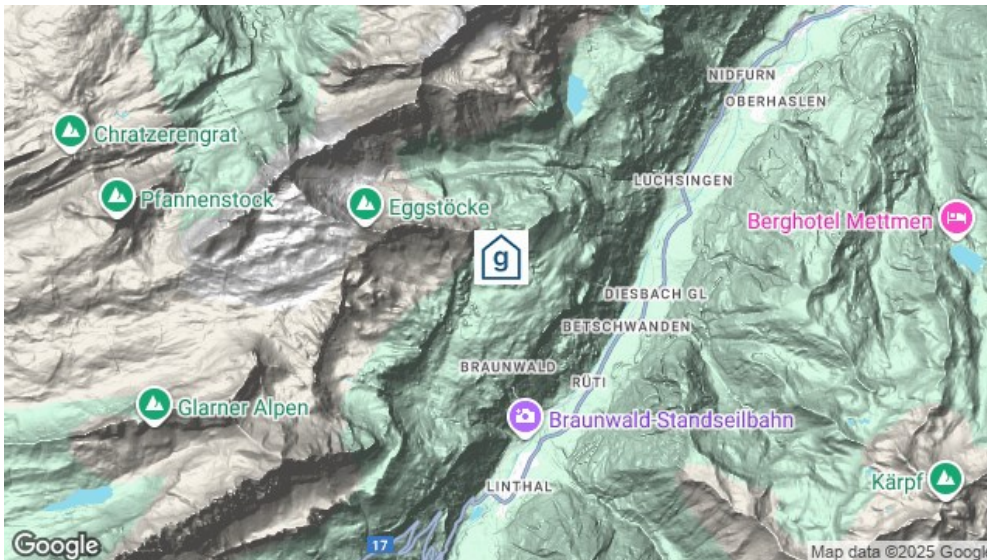 NIDFURN
OBERHASLEN
Chratzerengrat
LUCHSINGEN
Pfannenstock
Eggstöcke
Berghotel Mettmen
g
DIESBACH GL
BETSCHWANDEN
BRAUNWALD
RÜTI
Glarner Alpen
Braunwald-Standseilbahn
Kärpf
LINTHAL
17
Google
Map data ©2025 Google